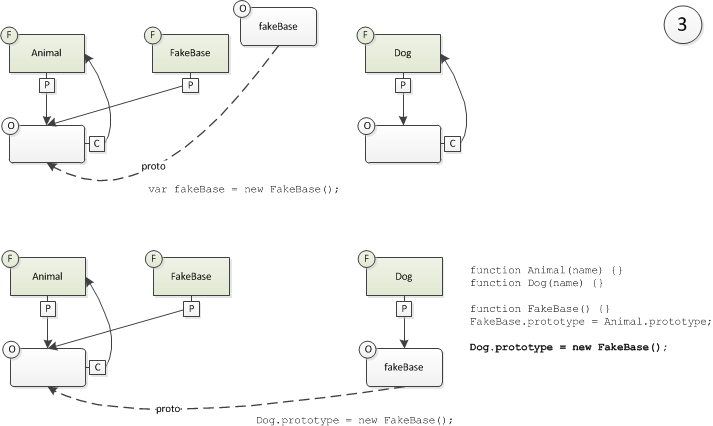 O
fakeBase
3
F
Animal
F
FakeBase
F
Dog
P
P
P
O
C
O
C
proto
var fakeBase = new FakeBase();
F
Animal
F
FakeBase
F
Dog
function Animal(name) {}
function Dog(name) {}
P
P
P
function FakeBase() {}
FakeBase.prototype = Animal.prototype;
O
O
Dog.prototype = new FakeBase();
C
fakeBase
proto
Dog.prototype = new FakeBase();